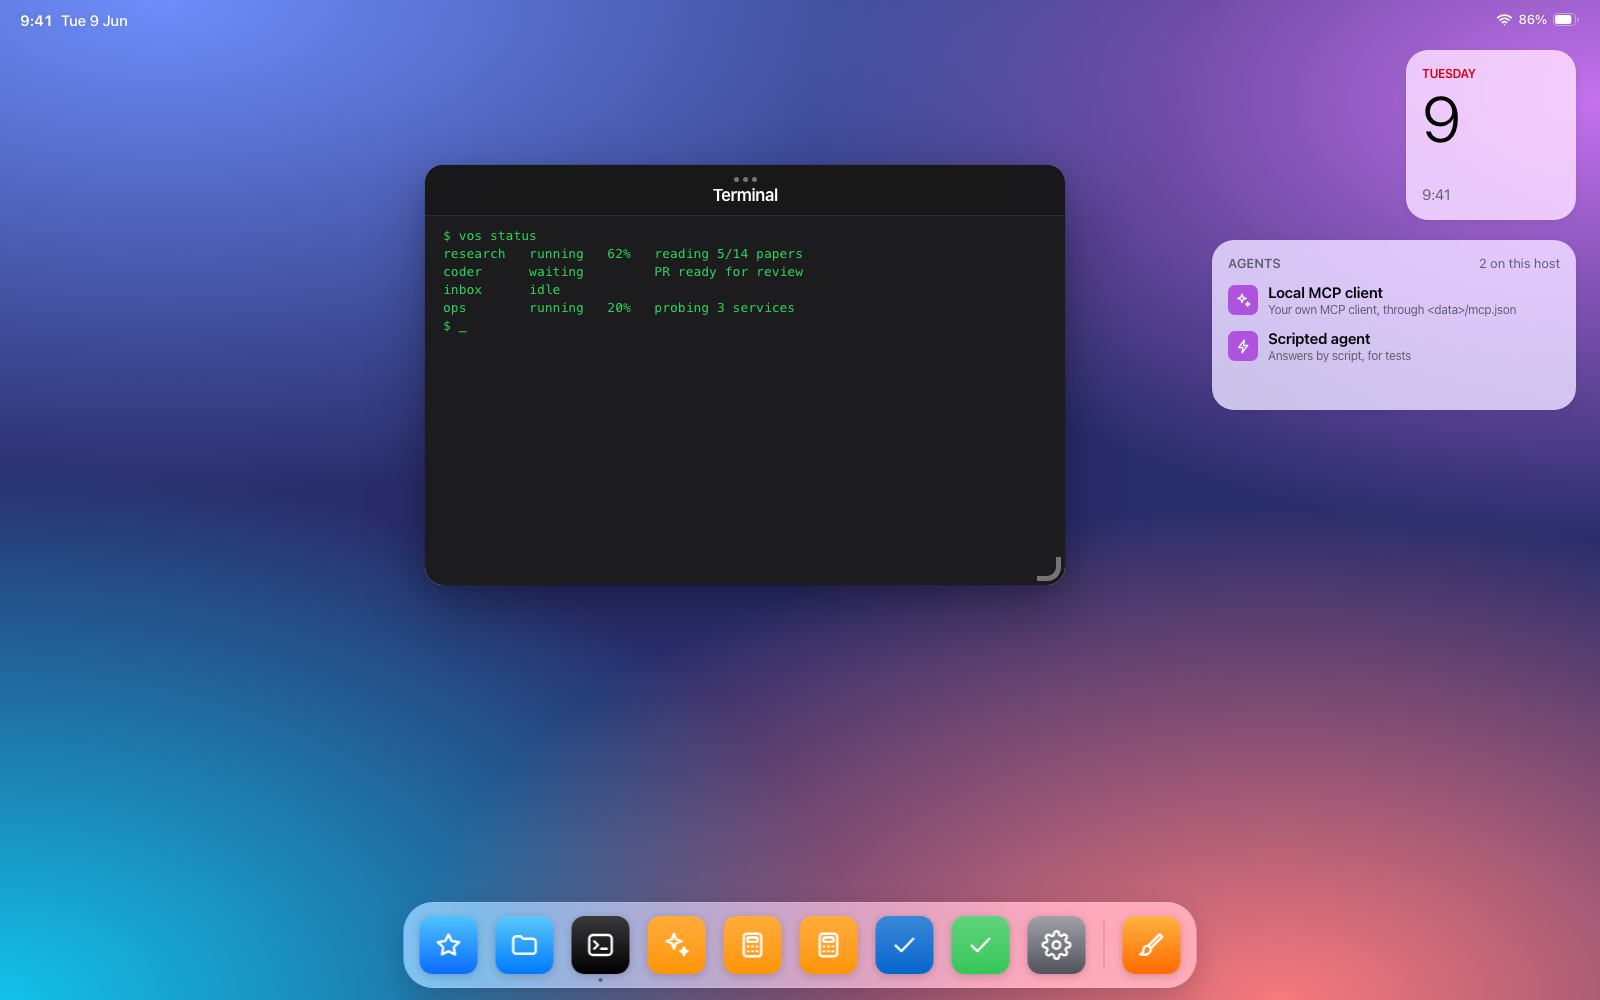 9:41 Tue 9 Jun
86%
TUESDAY
9
9:41
Terminal
$ vos status
research   running   62%   reading 5/14 papers
coder      waiting         PR ready for review
inbox      idle
ops        running   20%   probing 3 services
$ _
AGENTS 2 on this host
Local MCP client
Your own MCP client, through <data>/mcp.json
Scripted agent
Answers by script, for tests